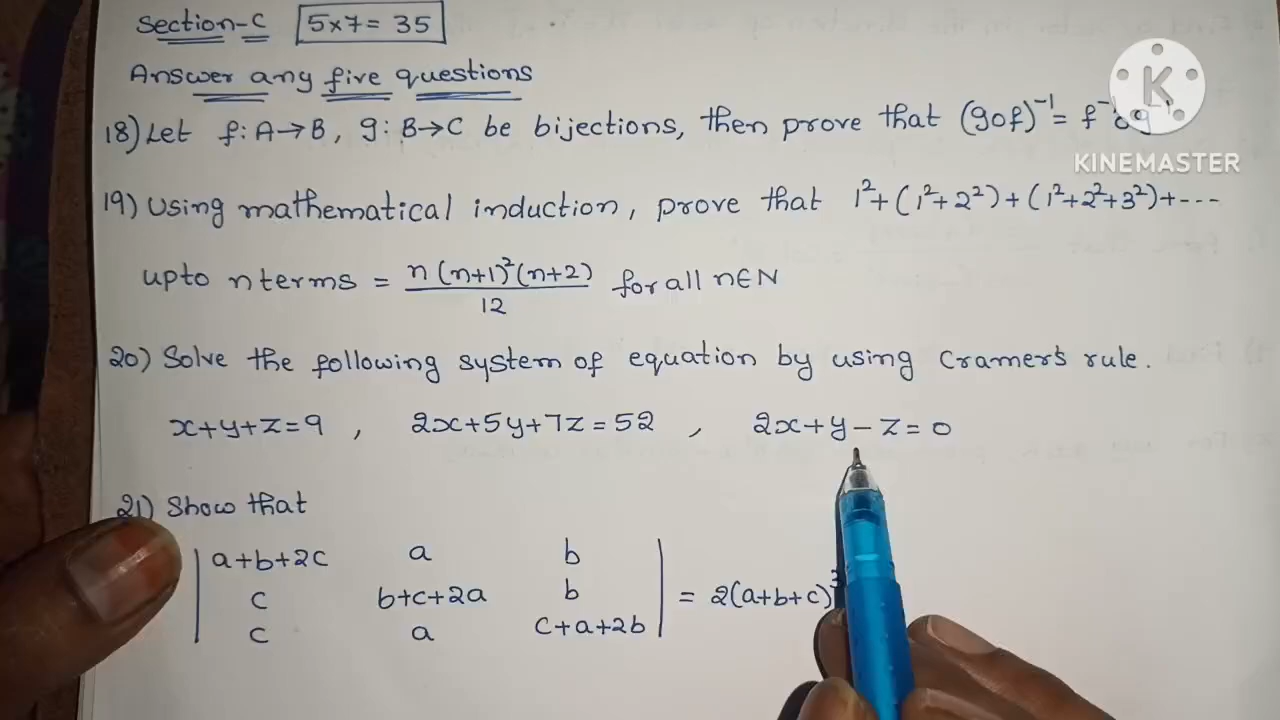 Section-C 5×7= 35
Answer any five questions
18) Let f: A→B, g: B→C be bijections, then prove that (gof)⁻¹= f⁻¹og⁻¹
K
KINEMASTER
19) Using mathematical induction, prove that 1²+(1²+2²)+(1²+2²+3²)+---
upto n terms = n(n+1)²(n+2)/12 for all n∈N
20) Solve the following system of equation by using Cramer's rule.
x+y+z=9 , 2x+5y+7z=52 , 2x+y-z=0
21) Show that
| a+b+2c a b |
| c b+c+2a b | = 2(a+b+c)³
| c a c+a+2b |